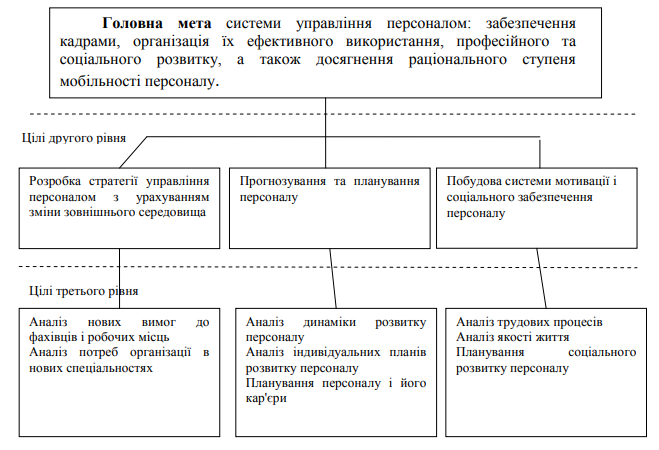 Головна мета системи управління персоналом: забезпечення
кадрами, організація їх ефективного використання, професійного та
соціального розвитку, а також досягнення раціонального ступеня
мобільності персоналу.
Цілі другого рівня
Розробка стратегії управління
персоналом з урахуванням
зміни зовнішнього середовища
Прогнозування та планування
персоналу
Побудова системи мотивації і
соціального забезпечення
персоналу
Цілі третього рівня
Аналіз нових вимог до
фахівців і робочих місць
Аналіз потреб організації в
нових спеціальностях
Аналіз динаміки розвитку
персоналу
Аналіз індивідуальних планів
розвитку персоналу
Планування персоналу і його
кар'єри
Аналіз трудових процесів
Аналіз якості життя
Планування соціального
розвитку персоналу